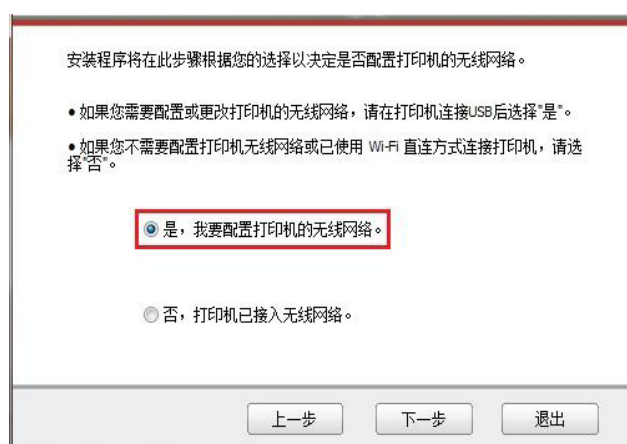 安装程序将在此步骤根据您的选择以决定是否配置打印机的无线网络。
• 如果您需要配置或更改打印机的无线网络，请在打印机连接USB后选择"是"。
• 如果您不需要配置打印机无线网络或已使用 Wi-Fi 直连方式连接打印机，请选
择"否"。
是，我要配置打印机的无线网络。
否，打印机已接入无线网络。
上一步 下一步 退出